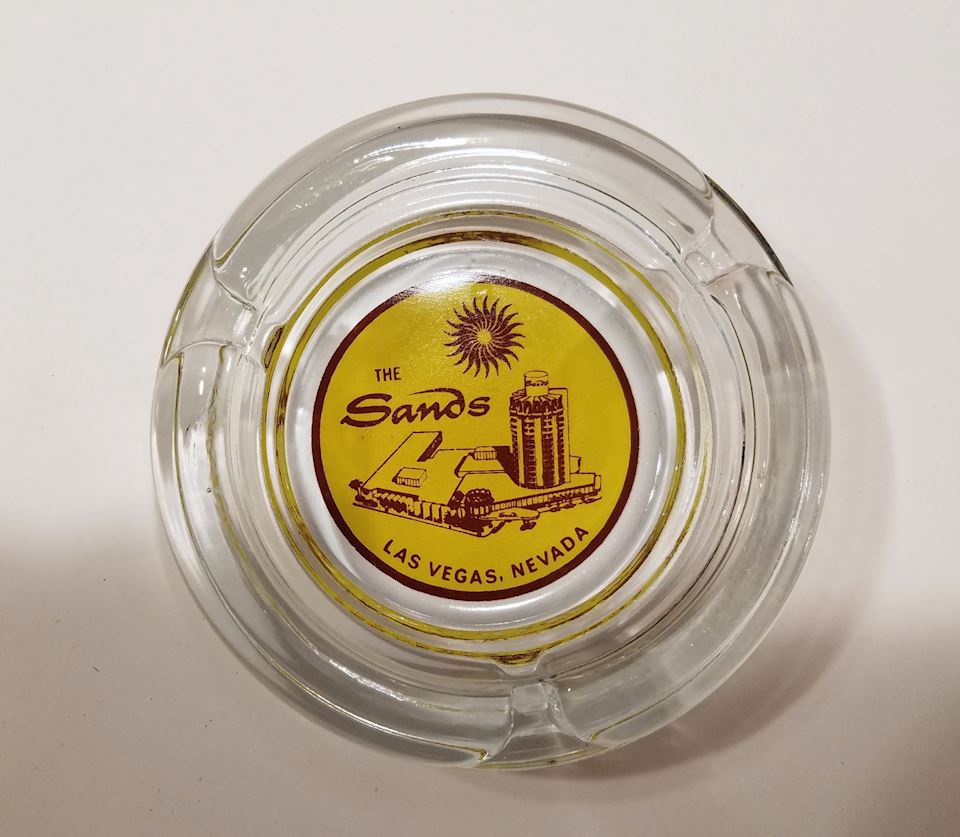 THE
Sands
LAS VEGAS, NEVADA